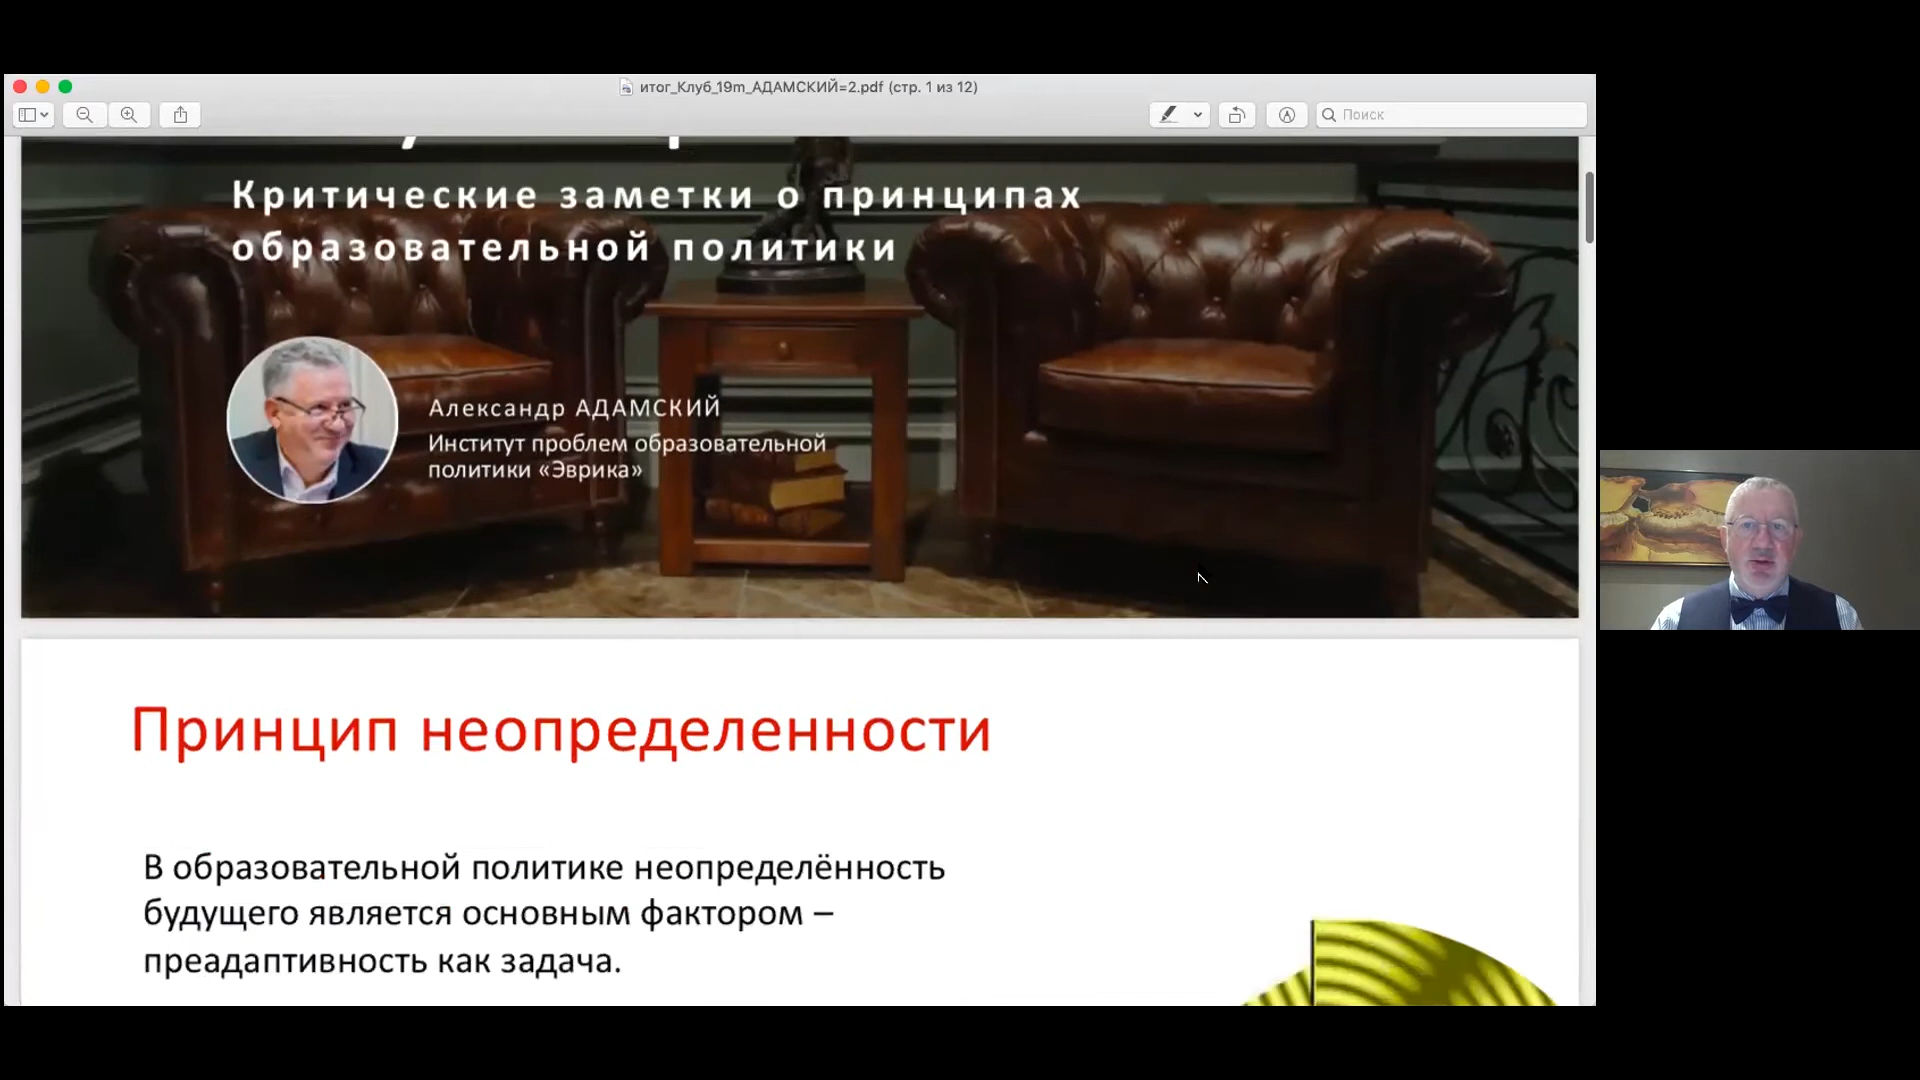 итог_Клуб_19m_АДАМСКИЙ=2.pdf (стр. 1 из 12)
Поиск
Критические заметки о принципах
образовательной политики
Александр АДАМСКИЙ
Институт проблем образовательной
политики «Эврика»
Принцип неопределенности
В образовательной политике неопределённость
будущего является основным фактором –
преадаптивность как задача.